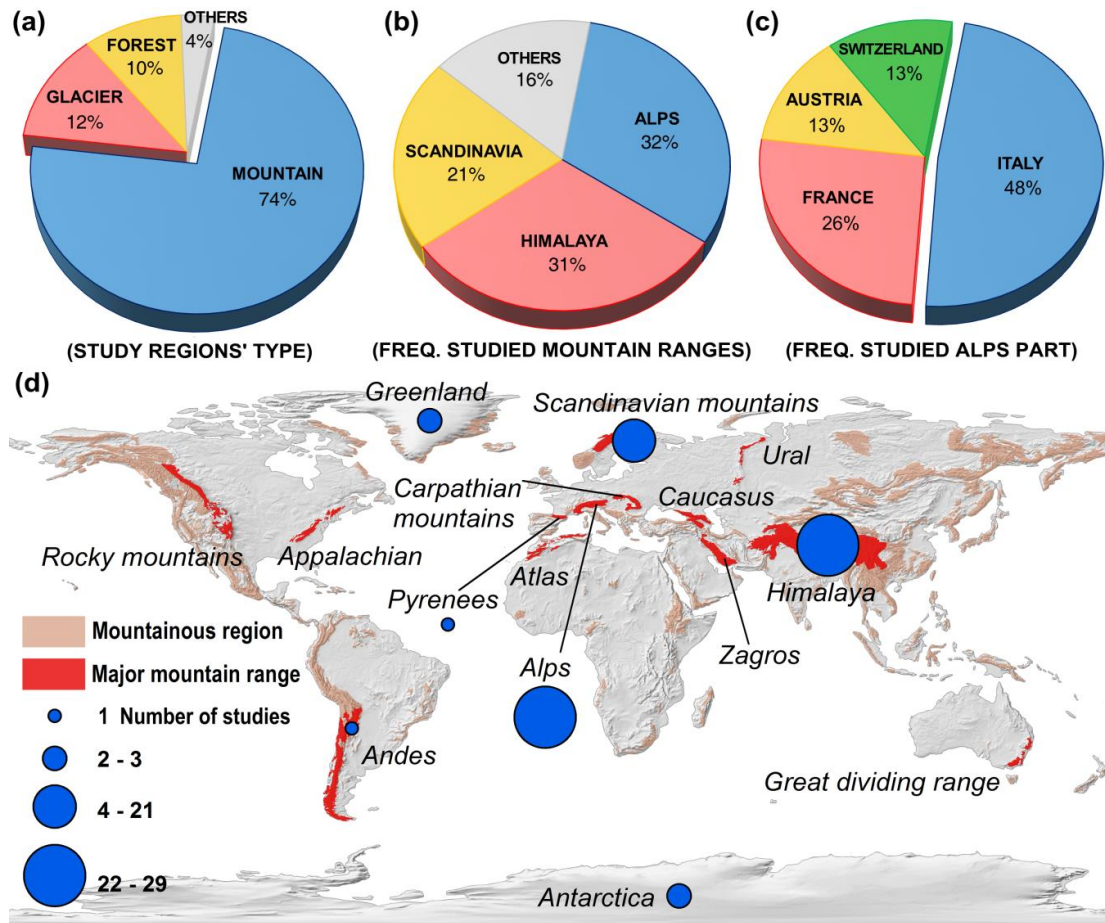 (a)
OTHERS
4%
FOREST
10%
GLACIER
12%
MOUNTAIN
74%
(STUDY REGIONS' TYPE)
(b)
OTHERS
16%
ALPS
32%
SCANDINAVIA
21%
HIMALAYA
31%
(FREQ. STUDIED MOUNTAIN RANGES)
(c)
SWITZERLAND
13%
AUSTRIA
13%
ITALY
48%
FRANCE
26%
(FREQ. STUDIED ALPS PART)
(d)
Greenland
Scandinavian mountains
Ural
Carpathian
mountains
Caucasus
Rocky mountains
Appalachian
Atlas
Himalaya
Pyrenees
Zagros
Alps
Andes
Great dividing range
Antarctica
Mountainous region
Major mountain range
1 Number of studies
2 - 3
4 - 21
22 - 29